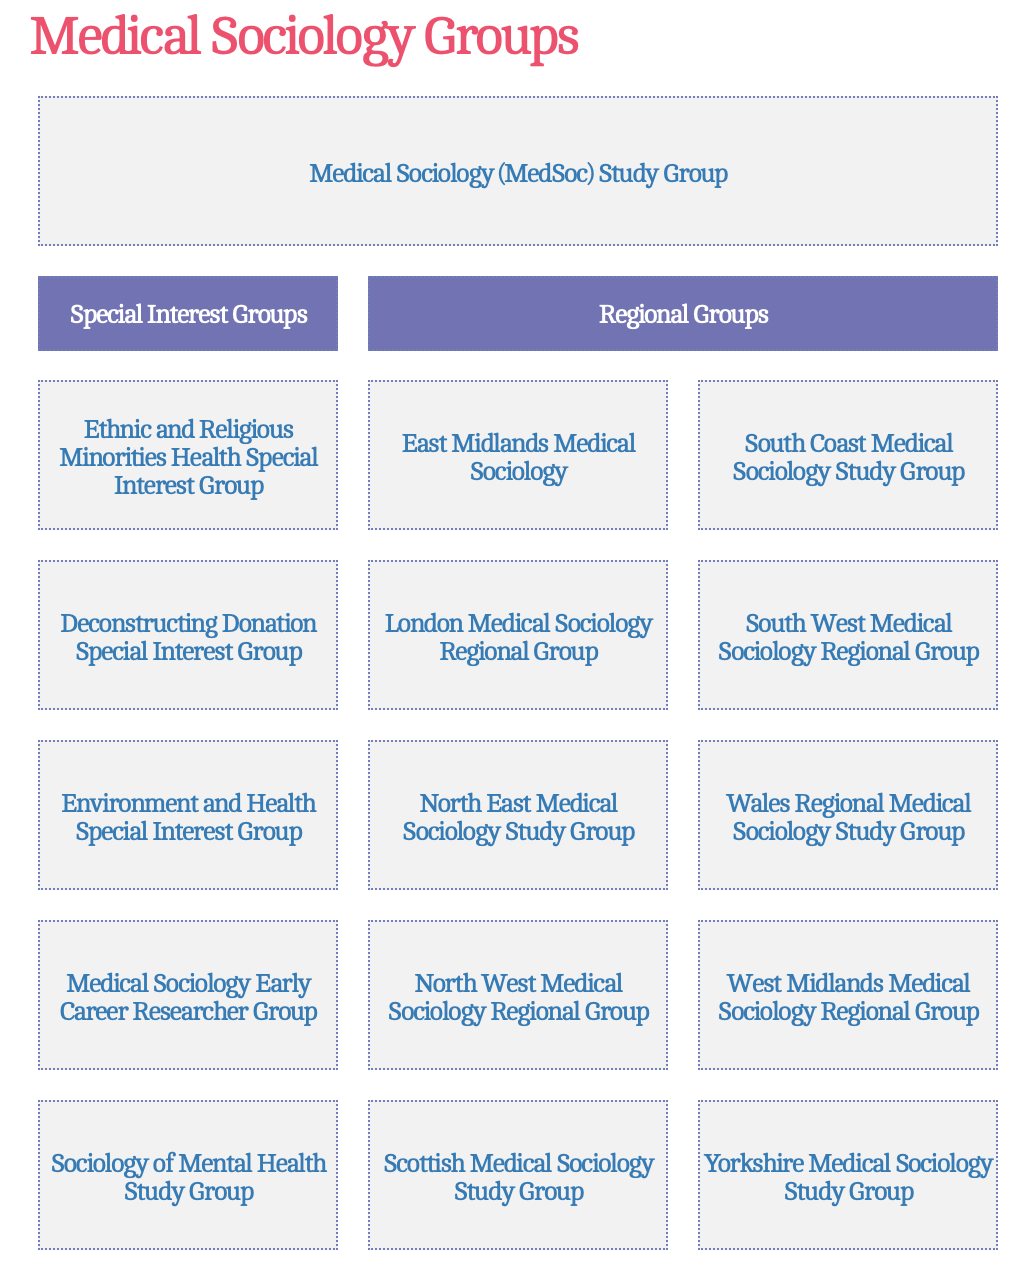 Medical Sociology Groups
Medical Sociology (MedSoc) Study Group
Special Interest Groups
Regional Groups
Ethnic and Religious
Minorities Health Special
Interest Group
East Midlands Medical
Sociology
South Coast Medical
Sociology Study Group
Deconstructing Donation
Special Interest Group
London Medical Sociology
Regional Group
South West Medical
Sociology Regional Group
Environment and Health
Special Interest Group
North East Medical
Sociology Study Group
Wales Regional Medical
Sociology Study Group
Medical Sociology Early
Career Researcher Group
North West Medical
Sociology Regional Group
West Midlands Medical
Sociology Regional Group
Sociology of Mental Health
Study Group
Scottish Medical Sociology
Study Group
Yorkshire Medical Sociology
Study Group